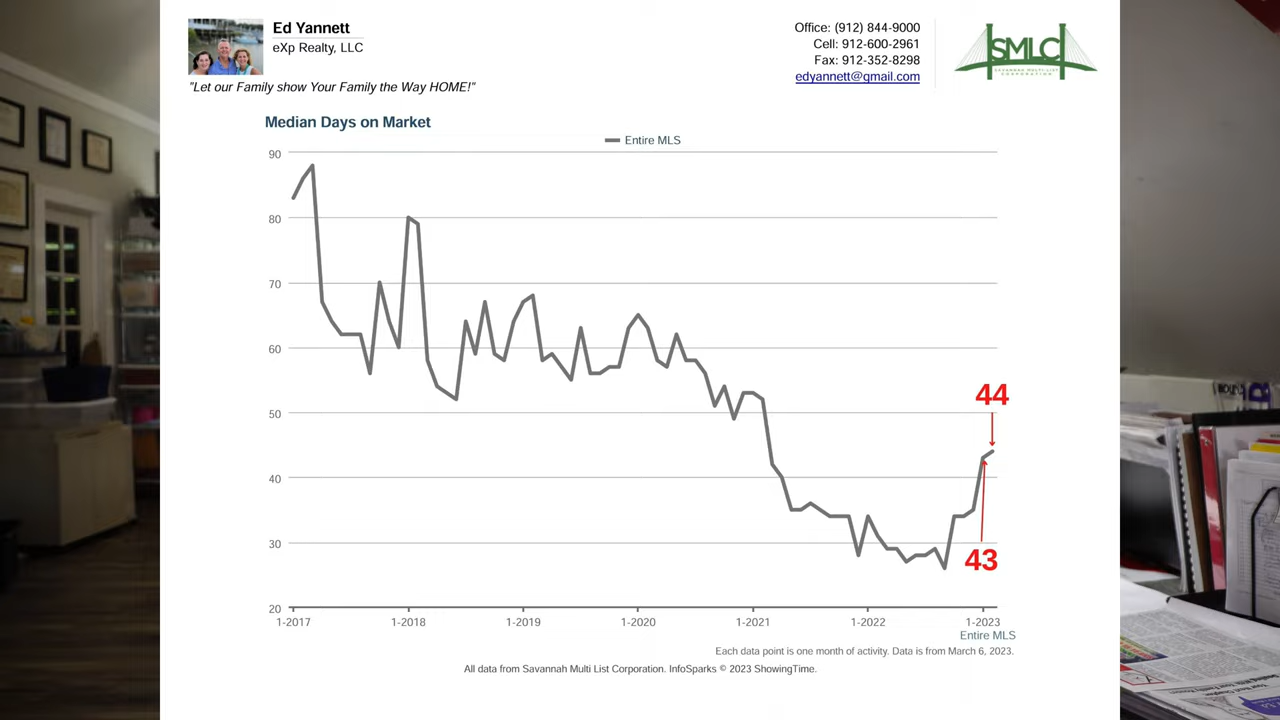 Ed Yannett
eXp Realty, LLC
"Let our Family show Your Family the Way HOME!"
Office: (912) 844-9000
Cell: 912-600-2961
Fax: 912-352-8298
edyannett@gmail.com
SMLC
SAVANNAH MULTI-LIST
CORPORATION
Median Days on Market
Entire MLS
90
80
70
60
50
40
30
20
44
43
1-2017
1-2018
1-2019
1-2020
1-2021
1-2022
1-2023
Entire MLS
Each data point is one month of activity. Data is from March 6, 2023.
All data from Savannah Multi List Corporation. InfoSparks © 2023 ShowingTime.